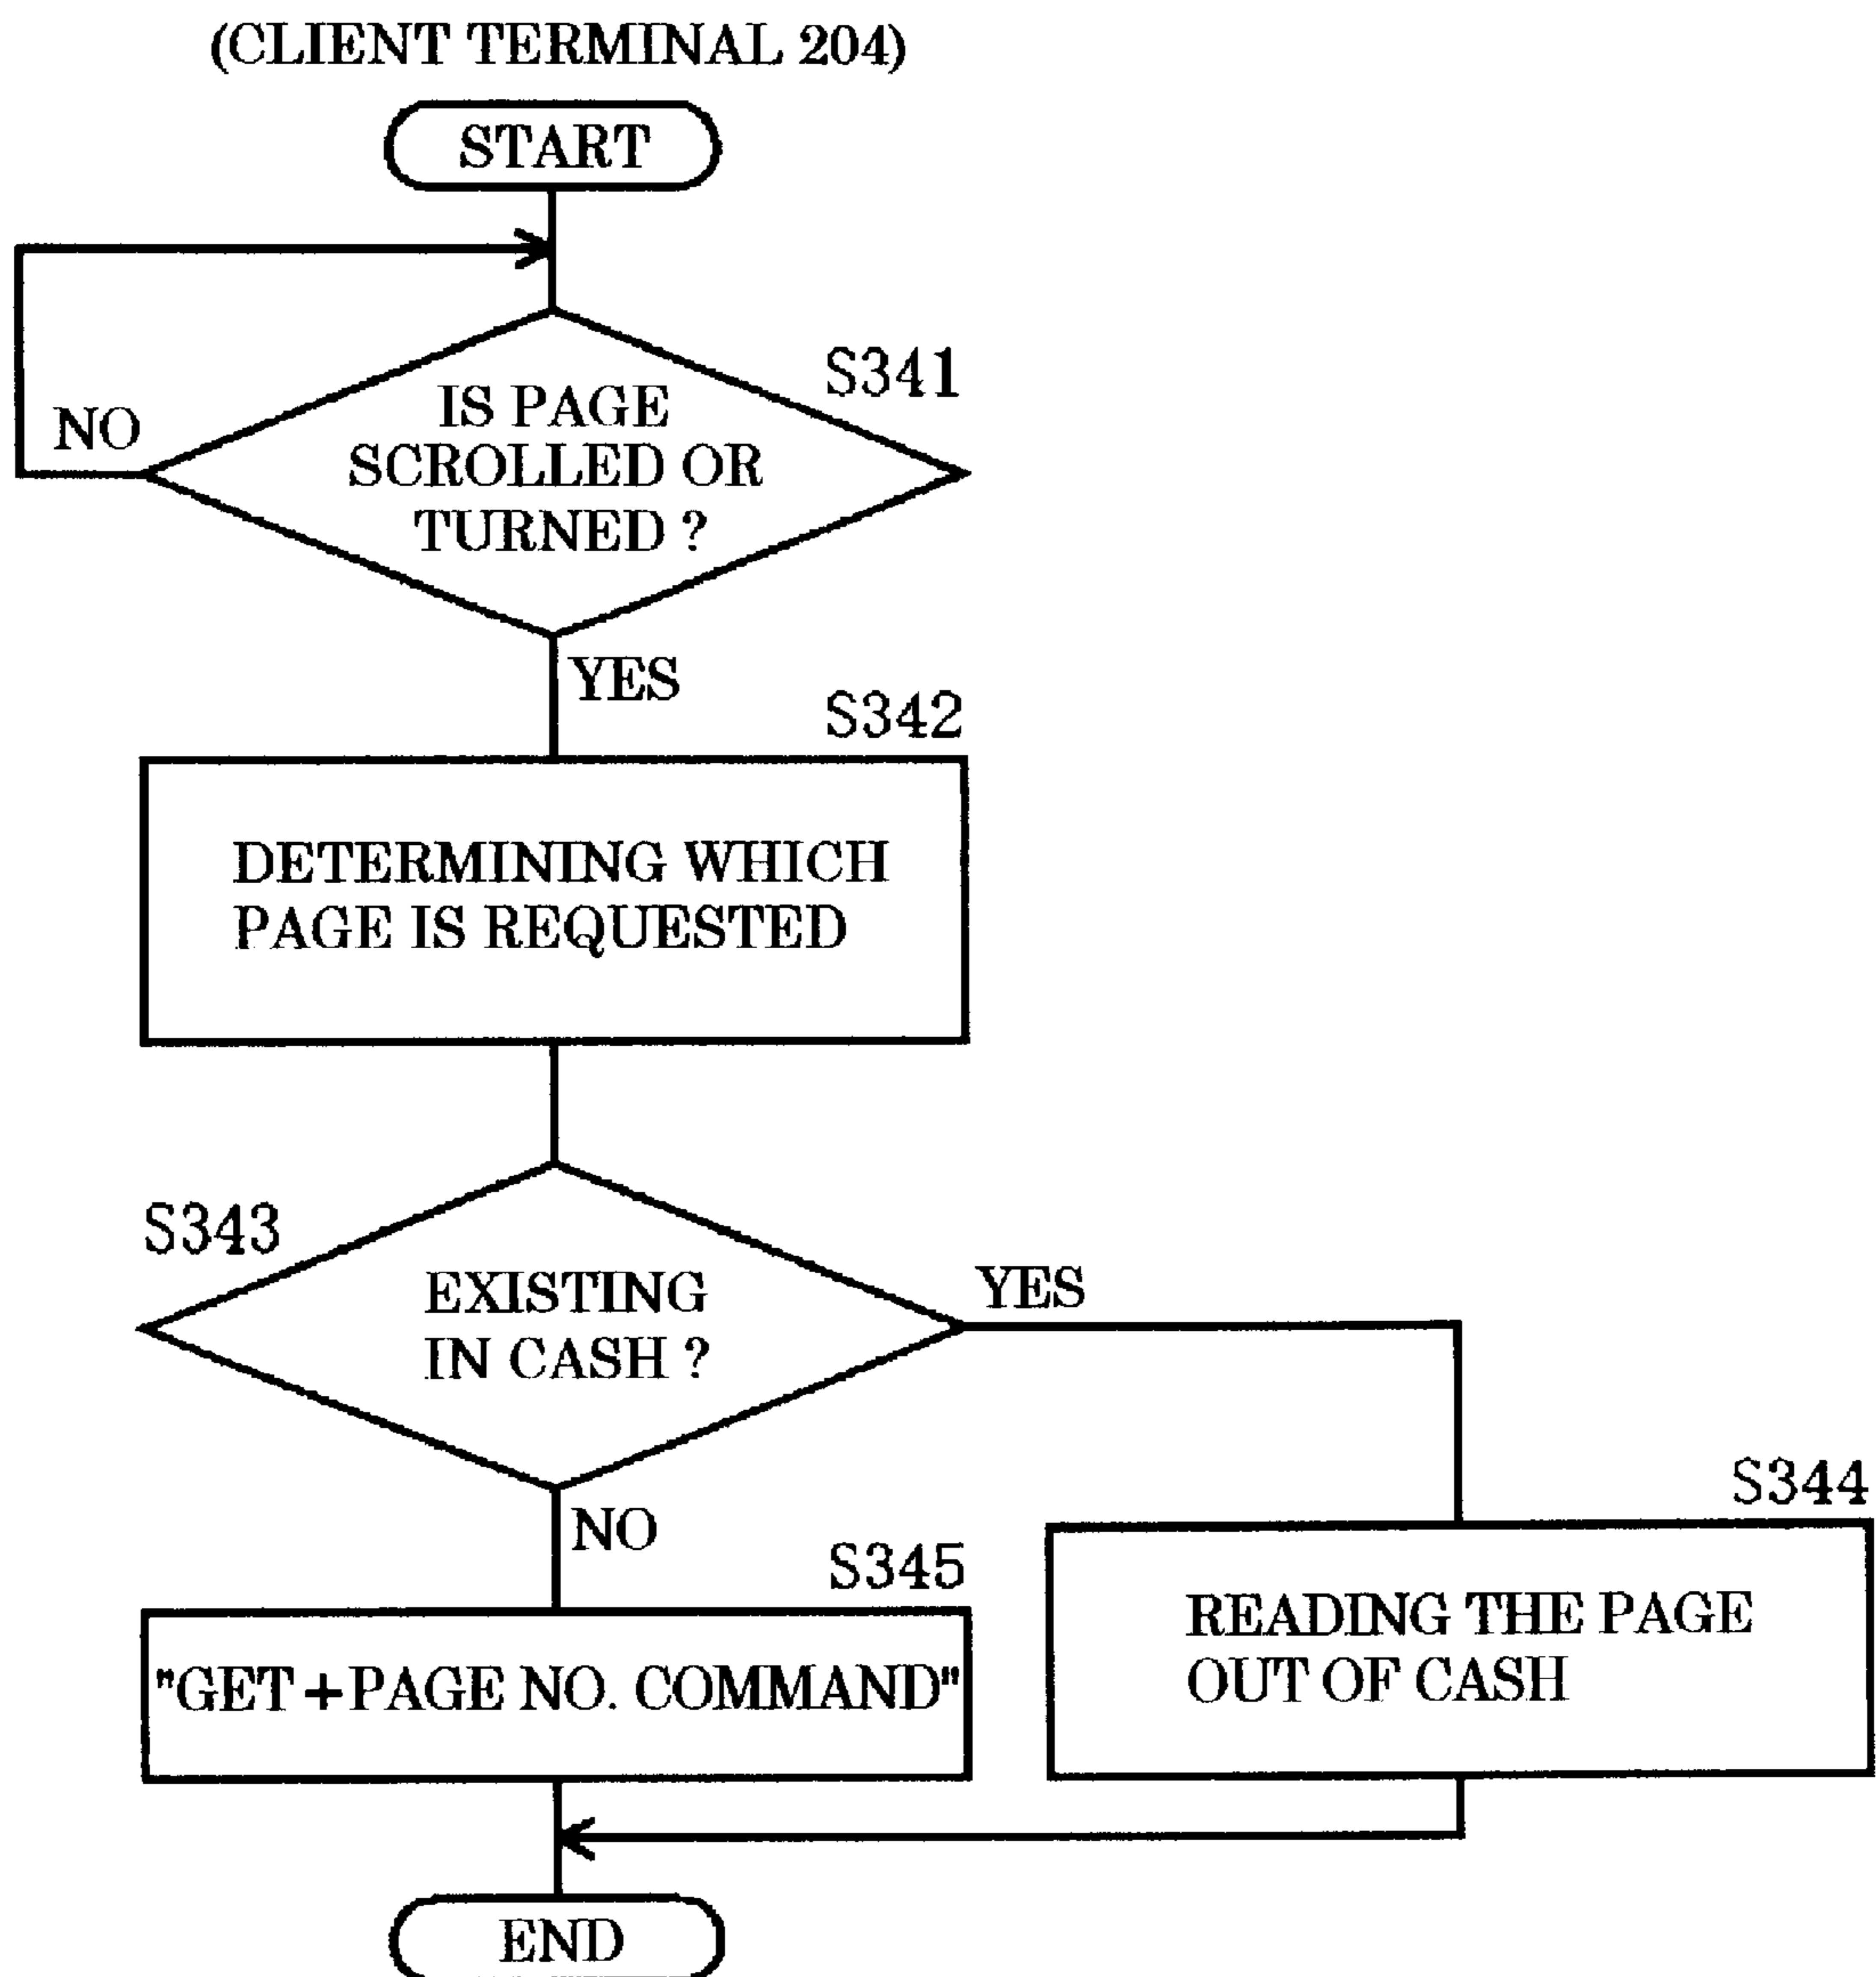 (CLIENT TERMINAL 204)
START
S341
IS PAGE
SCROLLED OR
TURNED ?
NO
YES
S342
DETERMINING WHICH
PAGE IS REQUESTED
S343
EXISTING
IN CASH ?
YES
NO
S344
READING THE PAGE
OUT OF CASH
S345
"GET+PAGE NO. COMMAND"
END